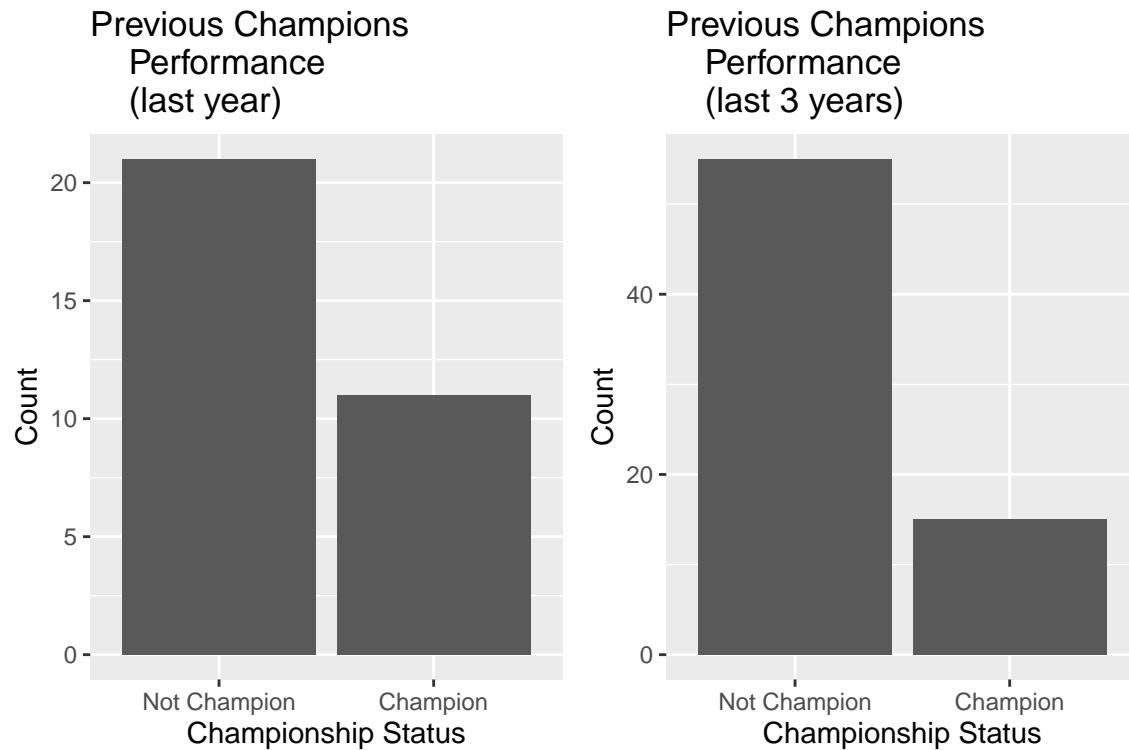 Previous Champions
Performance
(last year)
20
15
10
5
0
Count
Not Champion
Champion
Championship Status
Previous Champions
Performance
(last 3 years)
40
20
0
Count
Not Champion
Champion
Championship Status